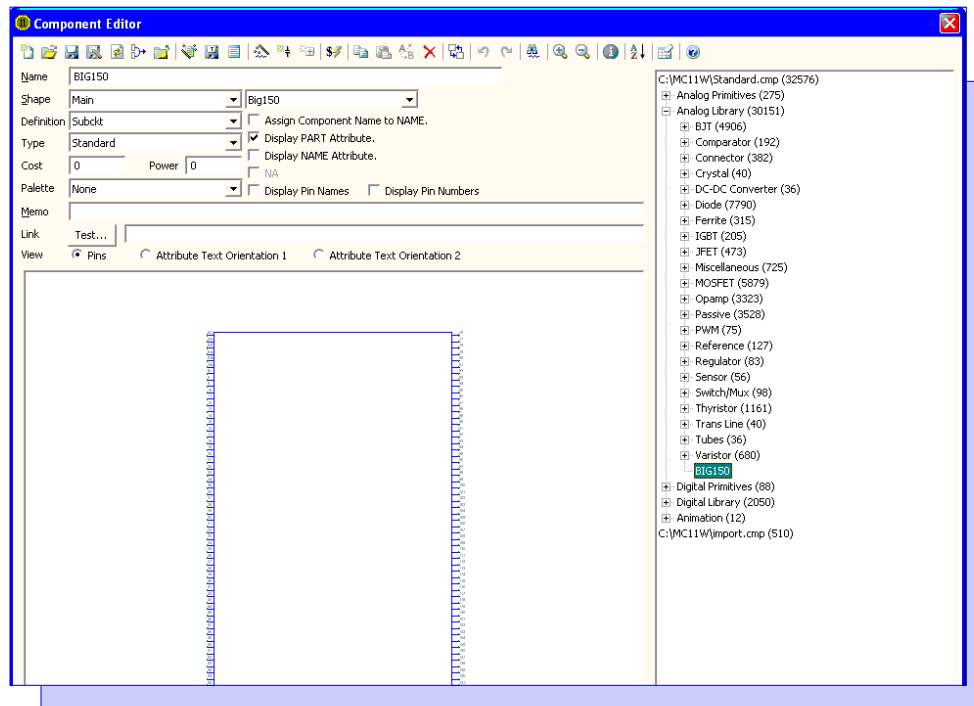 Component Editor
Name BIG150
Shape Main Big150
Definition Subckt Assign Component Name to NAME.
Type Standard Display PART Attribute.
Display NAME Attribute.
Cost 0 Power 0 NA
Palette None Display Pin Names Display Pin Numbers
Memo
Link Test...
View Pins Attribute Text Orientation 1 Attribute Text Orientation 2
C:\MC11W\Standard.cmp (32576)
Analog Primitives (275)
Analog Library (30151)
BJT (4906)
Comparator (192)
Connector (382)
Crystal (40)
DC-DC Converter (36)
Diode (7790)
Ferrite (315)
IGBT (205)
JFET (473)
Miscellaneous (725)
MOSFET (5879)
Opamp (3323)
Passive (3528)
PWM (75)
Reference (127)
Regulator (83)
Sensor (56)
Switch/Mux (98)
Thyristor (1161)
Trans Line (40)
Tubes (36)
Varistor (680)
BIG150
Digital Primitives (88)
Digital Library (2050)
Animation (12)
C:\MC11W\import.cmp (510)